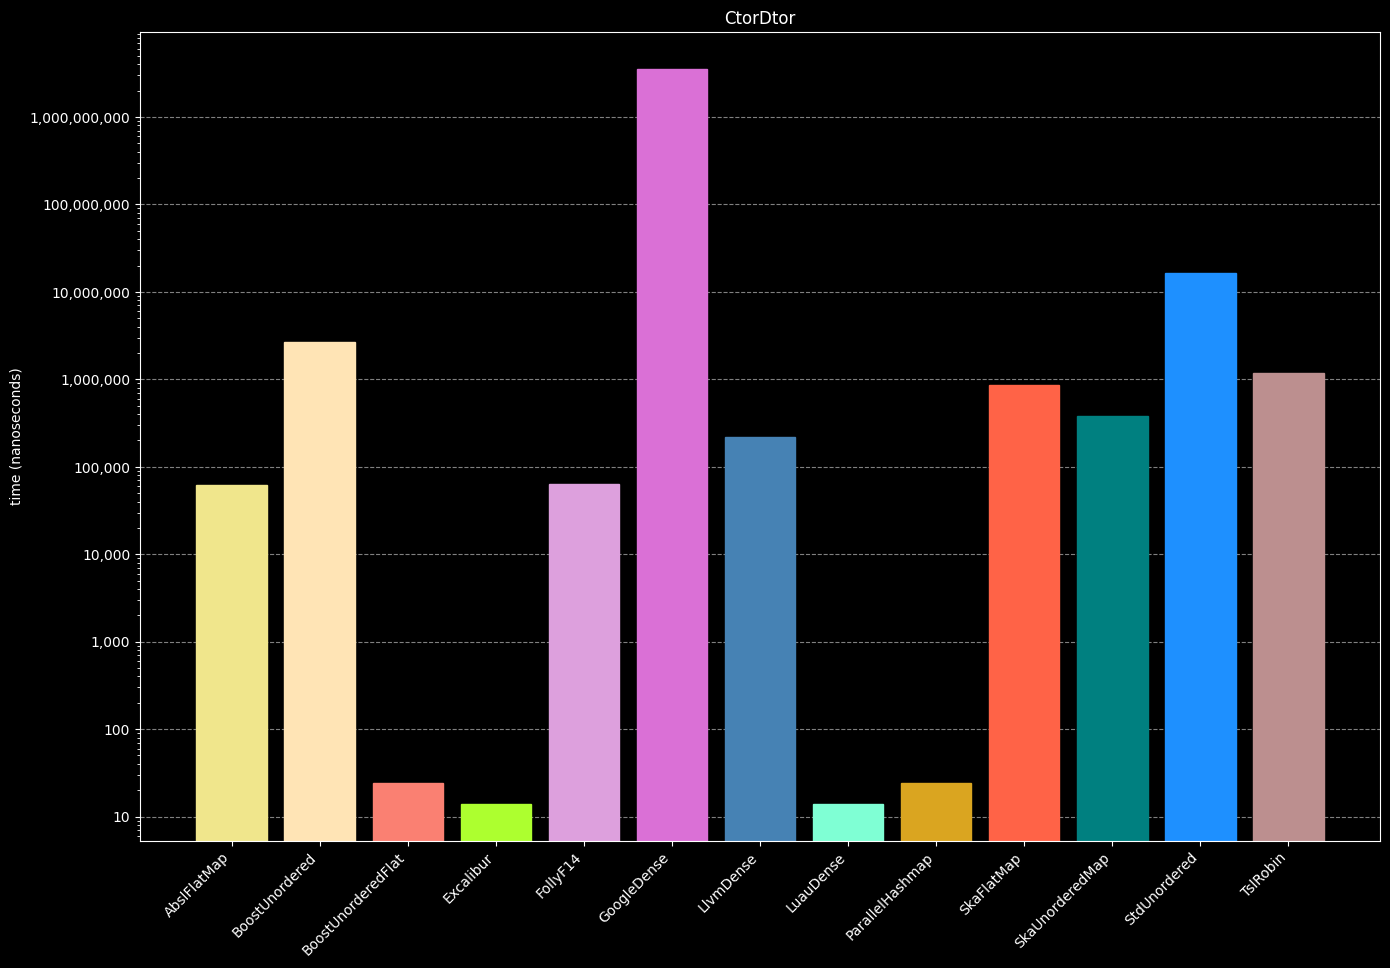 CtorDtor
1,000,000,000
100,000,000
10,000,000
1,000,000
100,000
10,000
1,000
100
10
time (nanoseconds)
AbslFlatMap
BoostUnordered
BoostUnorderedFlat
Excalibur
FollyF14
GoogleDense
LlvmDense
LuauDense
ParallelHashmap
SkaFlatMap
SkaUnorderedMap
StdUnordered
TslRobin